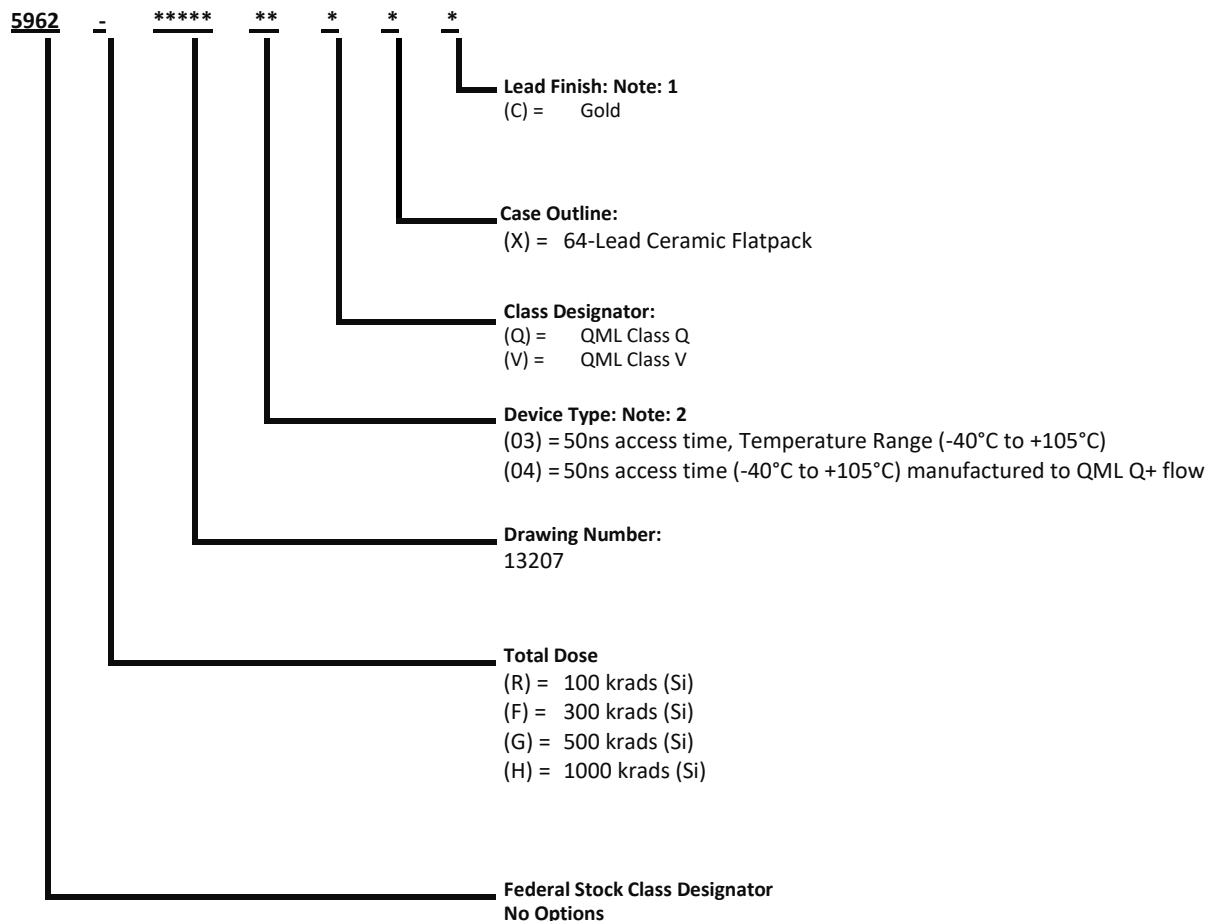 5962 - ***** ** * * *
Lead Finish: Note: 1
(C) = Gold
Case Outline:
(X) = 64-Lead Ceramic Flatpack
Class Designator:
(Q) = QML Class Q
(V) = QML Class V
Device Type: Note: 2
(03) = 50ns access time, Temperature Range (-40°C to +105°C)
(04) = 50ns access time (-40°C to +105°C) manufactured to QML Q+ flow
Drawing Number:
13207
Total Dose
(R) = 100 krads (Si)
(F) = 300 krads (Si)
(G) = 500 krads (Si)
(H) = 1000 krads (Si)
Federal Stock Class Designator
No Options